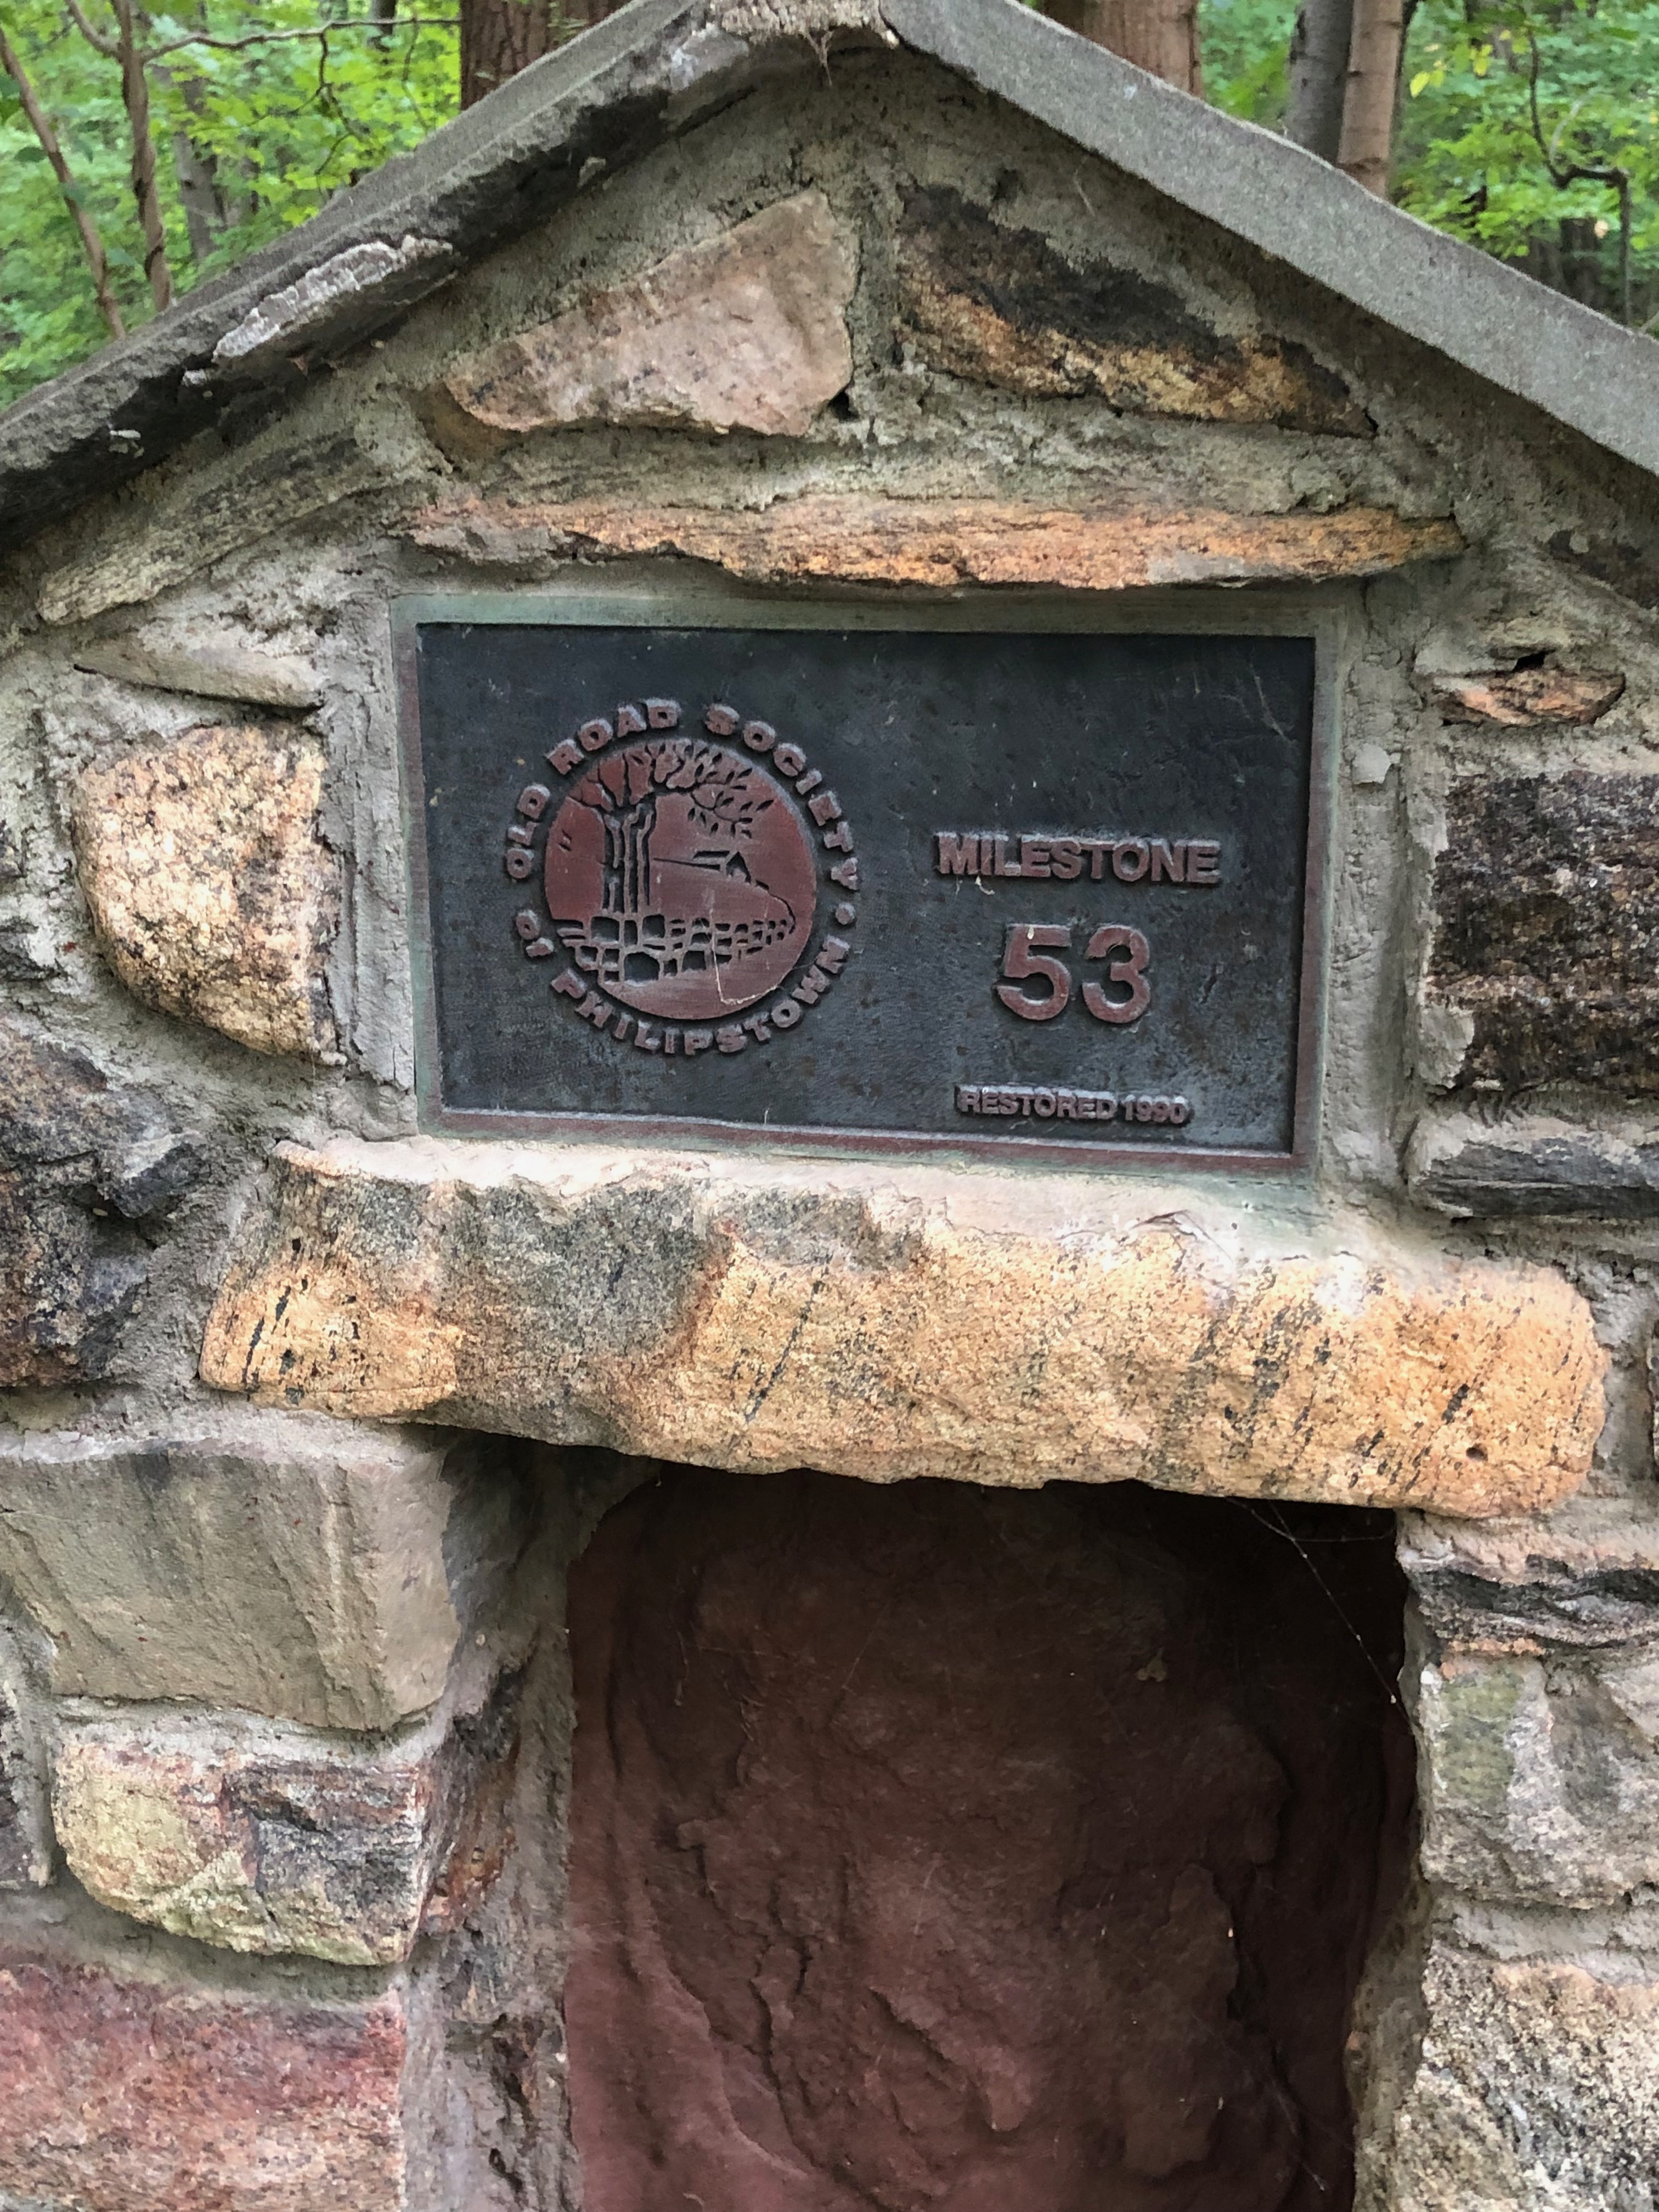 OLD ROAD SOCIETY • OF PHILIPSTOWN
MILESTONE
53
RESTORED 1990